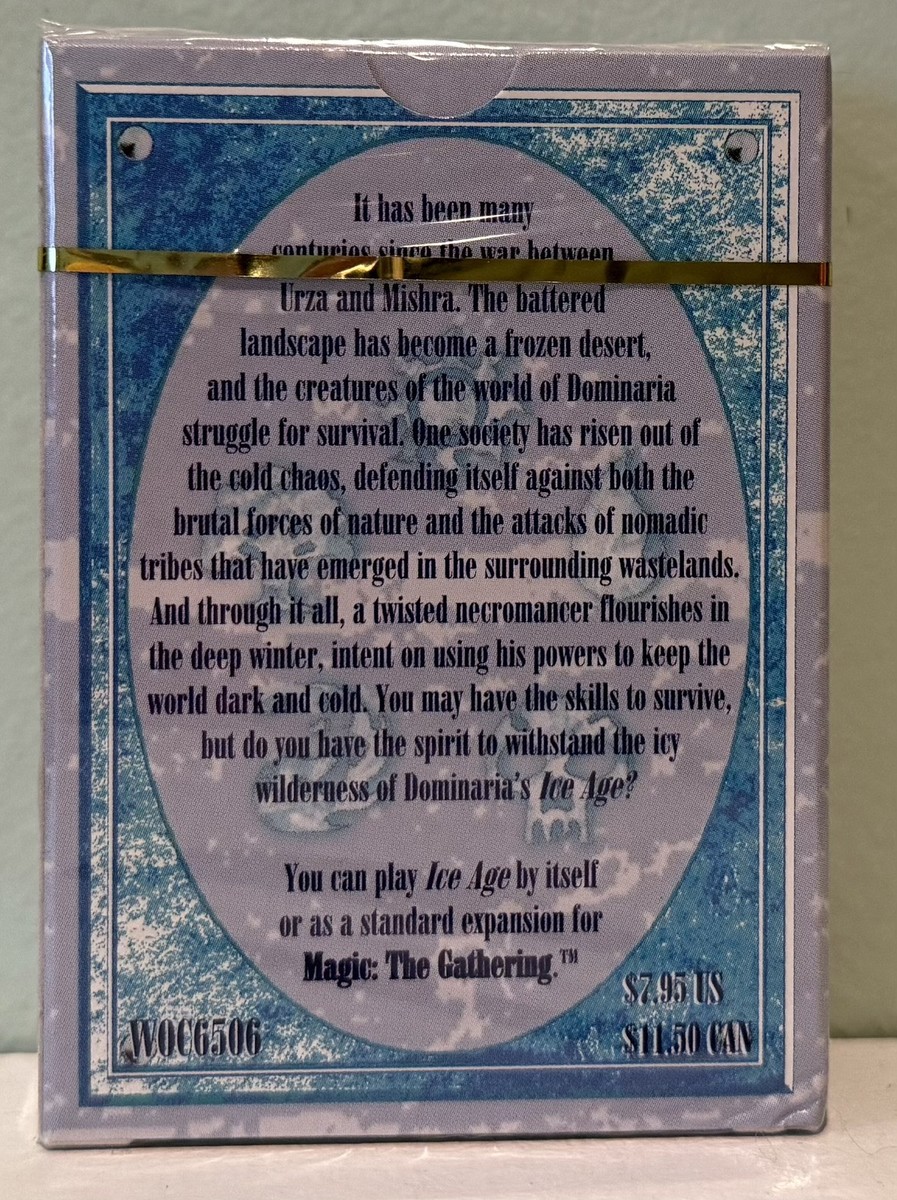 It has been many
centuries since the war between
Urza and Mishra. The battered
landscape has become a frozen desert,
and the creatures of the world of Dominaria
struggle for survival. One society has risen out of
the cold chaos, defending itself against both the
brutal forces of nature and the attacks of nomadic
tribes that have emerged in the surrounding wastelands.
And through it all, a twisted necromancer flourishes in
the deep winter, intent on using his powers to keep the
world dark and cold. You may have the skills to survive,
but do you have the spirit to withstand the icy
wilderness of Dominaria's Ice Age?
You can play Ice Age by itself
or as a standard expansion for
Magic: The Gathering.™
$7.95 US
WOC6506
$11.50 CAN